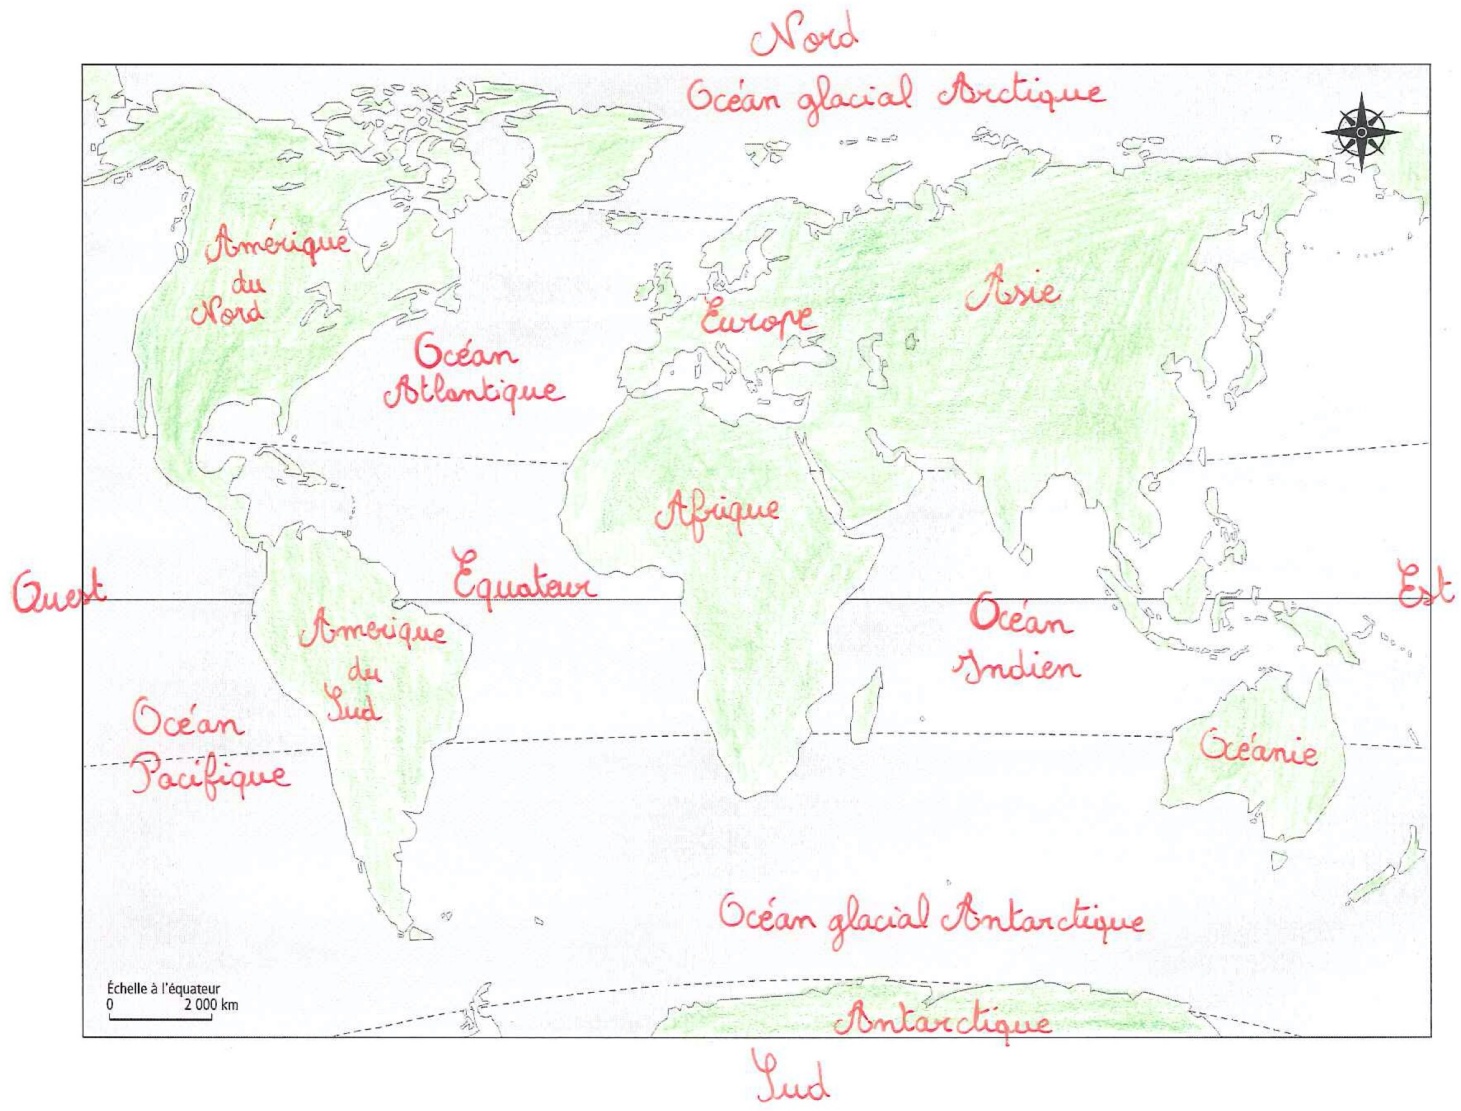 Nord
Océan glacial Arctique
Amérique
du
Nord
Asie
Europe
Océan
Atlantique
Afrique
Ouest
Equateur
Est
Amerique
du
Sud
Océan
Indien
Océan
Pacifique
Océanie
Océan glacial Antarctique
Échelle à l'équateur
0 2 000 km
Antarctique
Sud